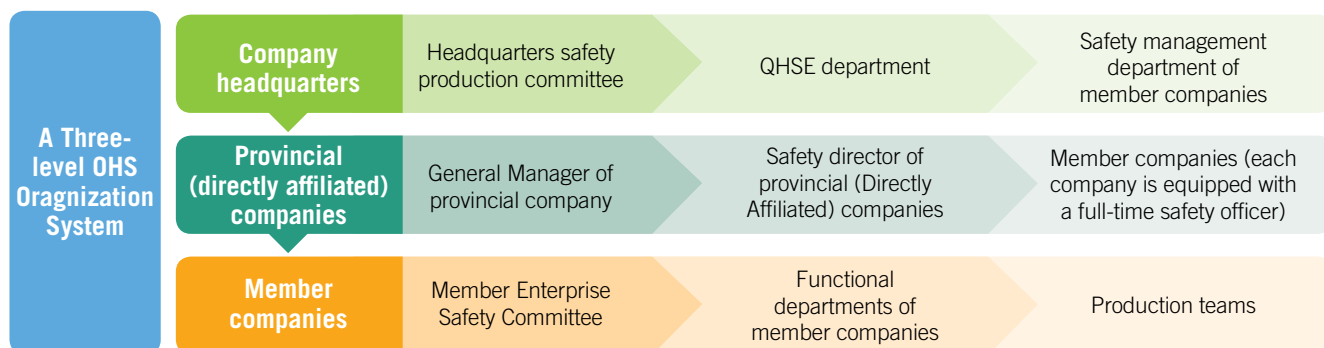 A Three-
level OHS
Oragnization
System
Company
headquarters
Headquarters safety
production committee
QHSE department
Safety management
department of
member companies
Provincial
(directly affiliated)
companies
General Manager of
provincial company
Safety director of
provincial (Directly
Affiliated) companies
Member companies (each
company is equipped with
a full-time safety officer)
Member
companies
Member Enterprise
Safety Committee
Functional
departments of
member companies
Production teams